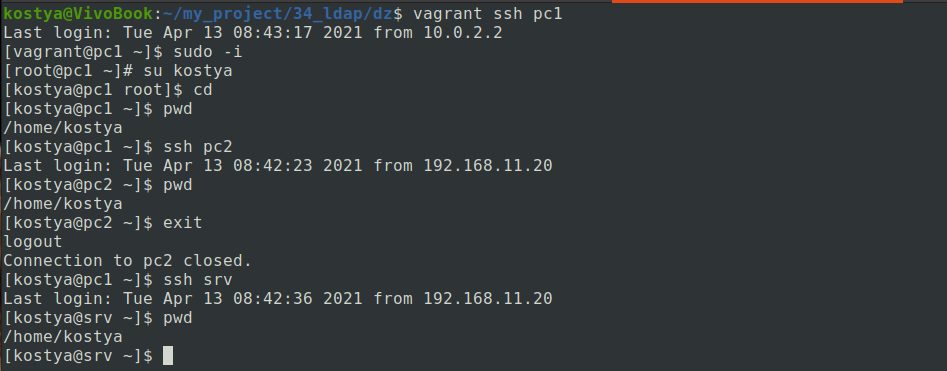 kostya@VivoBook:~/my_project/34_ldap/dz$ vagrant ssh pc1
Last login: Tue Apr 13 08:43:17 2021 from 10.0.2.2
[vagrant@pc1 ~]$ sudo -i
[root@pc1 ~]# su kostya
[kostya@pc1 root]$ cd
[kostya@pc1 ~]$ pwd
/home/kostya
[kostya@pc1 ~]$ ssh pc2
Last login: Tue Apr 13 08:42:23 2021 from 192.168.11.20
[kostya@pc2 ~]$ pwd
/home/kostya
[kostya@pc2 ~]$ exit
logout
Connection to pc2 closed.
[kostya@pc1 ~]$ ssh srv
Last login: Tue Apr 13 08:42:36 2021 from 192.168.11.20
[kostya@srv ~]$ pwd
/home/kostya
[kostya@srv ~]$